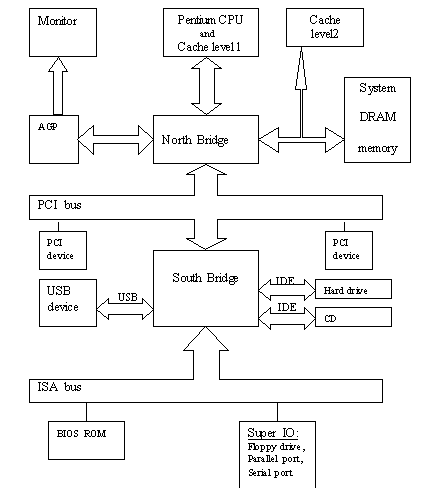 Monitor
Pentium CPU
and
Cache level1
Cache
level2
System
DRAM
memory
AGP
North Bridge
PCI bus
PCI
device
PCI
device
South Bridge
USB
device
USB
IDE
Hard drive
IDE
CD
ISA bus
BIOS ROM
Super IO:
Floppy drive,
Parallel port,
Serial port